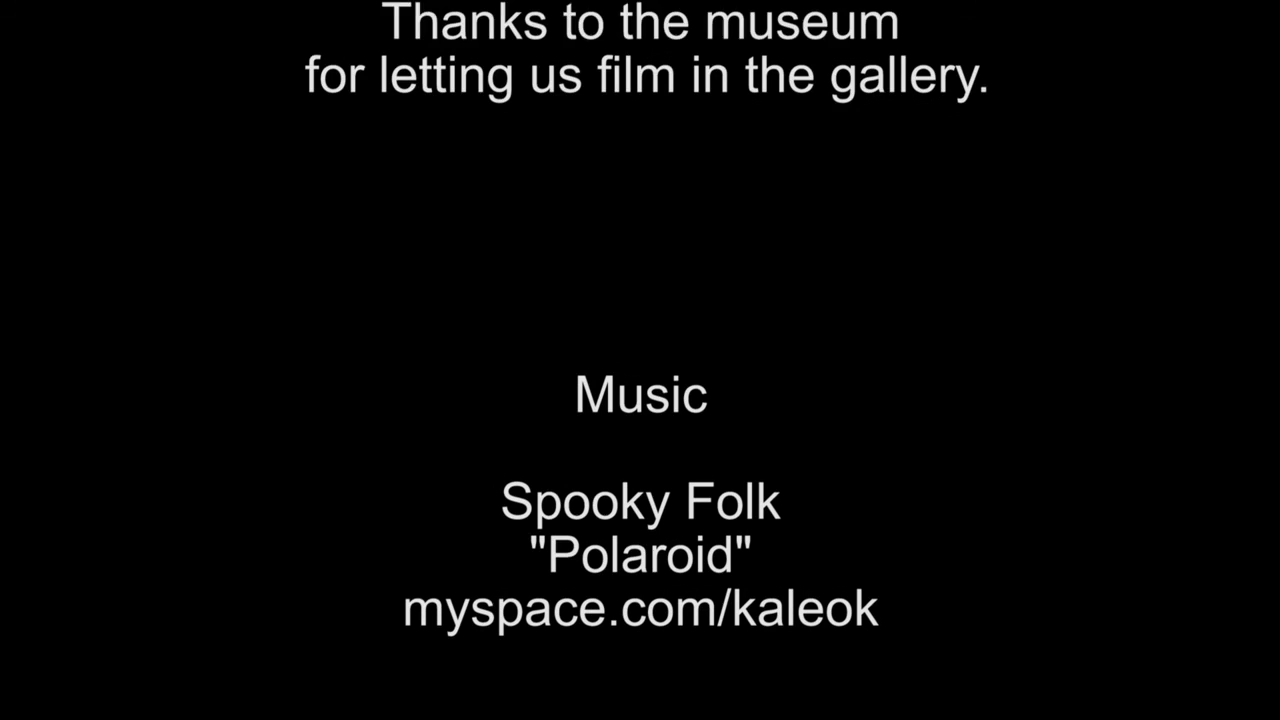 Thanks to the museum
for letting us film in the gallery.
Music
Spooky Folk
"Polaroid"
myspace.com/kaleok